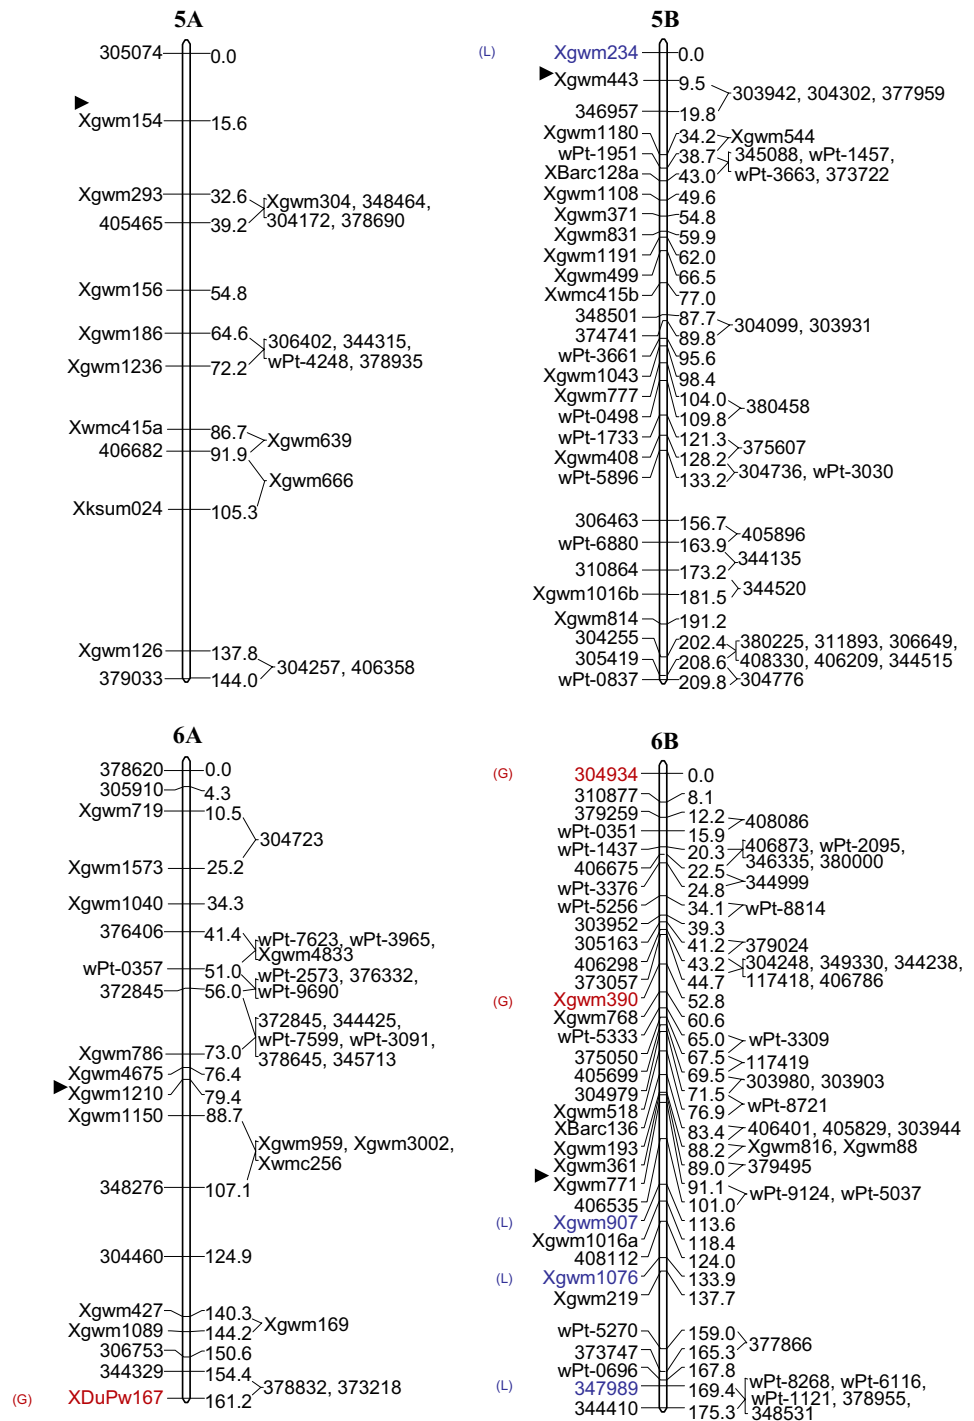 5A
305074 0.0
Xgwm154 15.6
Xgwm293 32.6
Xgwm304, 348464,
304172, 378690
405465 39.2
Xgwm156 54.8
Xgwm186 64.6
306402, 344315,
wPt-4248, 378935
Xgwm1236 72.2
Xwmc415a 86.7
Xgwm639
406682 91.9
Xgwm666
Xksum024 105.3
Xgwm126 137.8
304257, 406358
379033 144.0
5B
(L) Xgwm234 0.0
Xgwm443 9.5
303942, 304302, 377959
346957 19.8
Xgwm1180 34.2
Xgwm544
wPt-1951 38.7
345088, wPt-1457,
wPt-3663, 373722
XBarc128a 43.0
Xgwm1108 49.6
Xgwm371 54.8
Xgwm831 59.9
Xgwm1191 62.0
Xgwm499 66.5
Xwmc415b 77.0
348501 87.7
304099, 303931
374741 89.8
wPt-3661 95.6
Xgwm1043 98.4
Xgwm777 104.0
380458
wPt-0498 109.8
wPt-1733 121.3
375607
Xgwm408 128.2
304736, wPt-3030
wPt-5896 133.2
306463 156.7
405896
wPt-6880 163.9
344135
310864 173.2
344520
Xgwm1016b 181.5
Xgwm814 191.2
304255 202.4
380225, 311893, 306649,
408330, 406209, 344515
305419 208.6
304776
wPt-0837 209.8
6A
378620 0.0
305910 4.3
Xgwm719 10.5
304723
Xgwm1573 25.2
Xgwm1040 34.3
376406 41.4
wPt-7623, wPt-3965,
Xgwm4833
wPt-0357 51.0
wPt-2573, 376332,
wPt-9690
372845 56.0
372845, 344425,
wPt-7599, wPt-3091,
378645, 345713
Xgwm786 73.0
Xgwm4675 76.4
Xgwm1210 79.4
Xgwm1150 88.7
Xgwm959, Xgwm3002,
Xwmc256
348276 107.1
304460 124.9
Xgwm427 140.3
Xgwm169
Xgwm1089 144.2
306753 150.6
344329 154.4
378832, 373218
(G) XDuPw167 161.2
6B
(G) 304934 0.0
310877 8.1
379259 12.2
408086
wPt-0351 15.9
wPt-1437 20.3
406873, wPt-2095,
346335, 380000
406675 22.5
344999
wPt-3376 24.8
wPt-5256 34.1
wPt-8814
303952 39.3
305163 41.2
379024
406298 43.2
304248, 349330, 344238,
117418, 406786
373057 44.7
(G) Xgwm390 52.8
Xgwm768 60.6
wPt-5333 65.0
wPt-3309
375050 67.5
117419
405699 69.5
303980, 303903
304979 71.5
wPt-8721
Xgwm518 76.9
XBarc136 83.4
406401, 405829, 303944
Xgwm193 88.2
Xgwm816, Xgwm88
Xgwm361 89.0
379495
Xgwm771 91.1
wPt-9124, wPt-5037
406535 101.0
(L) Xgwm907 113.6
Xgwm1016a 118.4
408112 124.0
(L) Xgwm1076 133.9
Xgwm219 137.7
wPt-5270 159.0
377866
373747 165.3
wPt-0696 167.8
(L) 347989 169.4
wPt-8268, wPt-6116,
wPt-1121, 378955,
348531
344410 175.3